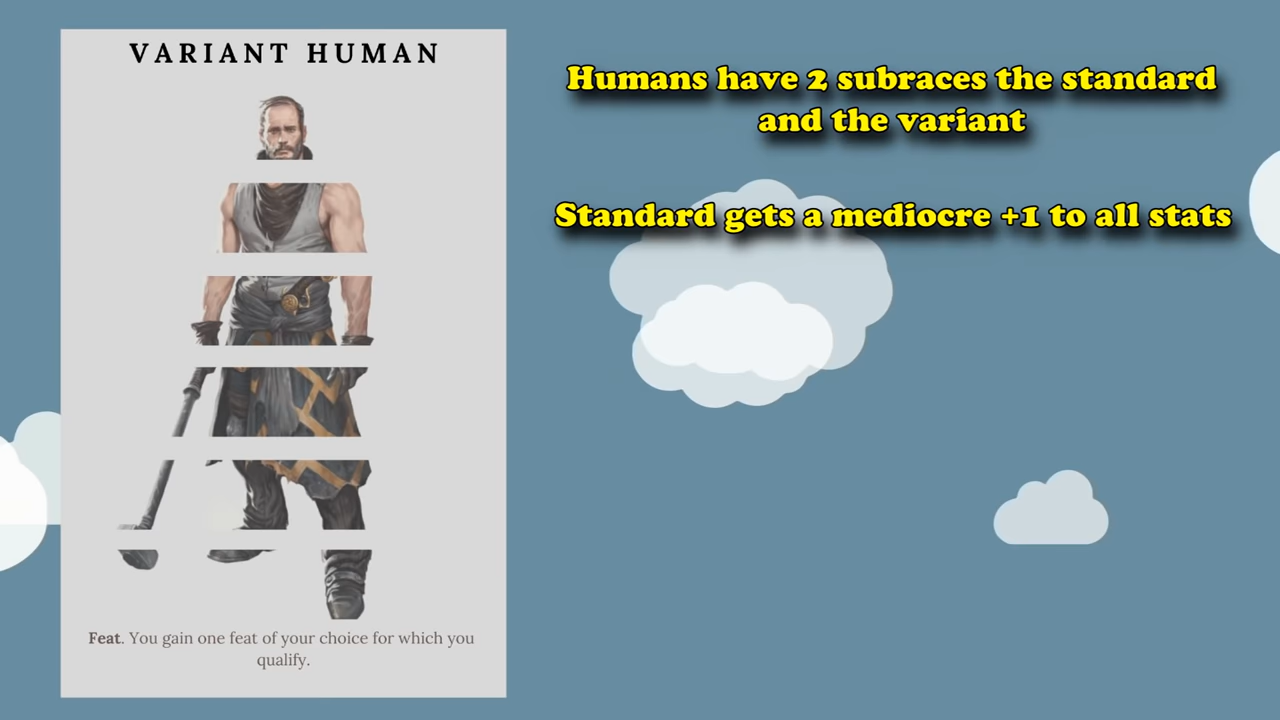 VARIANT HUMAN
Humans have 2 subraces the standard
and the variant
Standard gets a mediocre +1 to all stats
Feat. You gain one feat of your choice for which you
qualify.